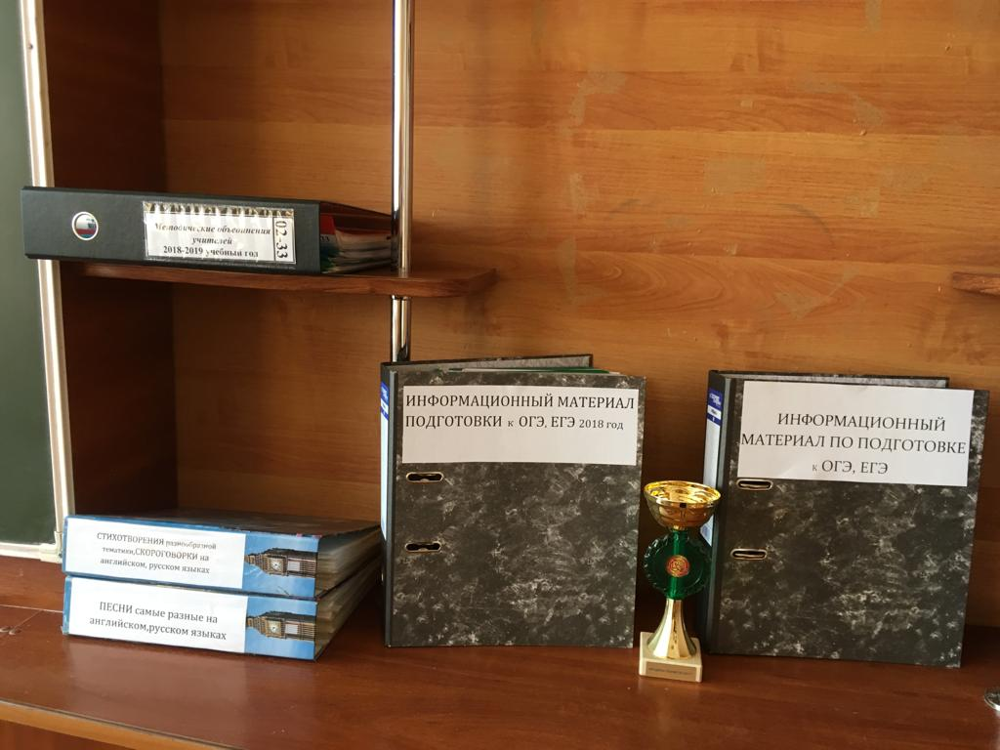 Методические объединения
учителей
2018-2019 учебный год
02-33
ИНФОРМАЦИОННЫЙ МАТЕРИАЛ
ПОДГОТОВКИ к ОГЭ, ЕГЭ 2018 год
ИНФОРМАЦИОННЫЙ
МАТЕРИАЛ ПО ПОДГОТОВКЕ
к ОГЭ, ЕГЭ
СТИХОТВОРЕНИЯ разнообразной
тематики,СКОРОГОВОРКИ на
английском, русском языках
ПЕСНИ самые разные на
английском,русском языках